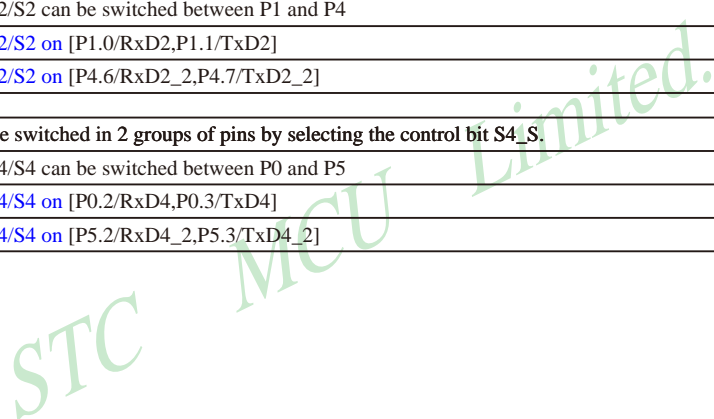 2/S2 can be switched between P1 and P4
2/S2 on [P1.0/RxD2,P1.1/TxD2]
2/S2 on [P4.6/RxD2_2,P4.7/TxD2_2]
e switched in 2 groups of pins by selecting the control bit S4_S.
4/S4 can be switched between P0 and P5
4/S4 on [P0.2/RxD4,P0.3/TxD4]
4/S4 on [P5.2/RxD4_2,P5.3/TxD4_2]
STC MCU Limited.